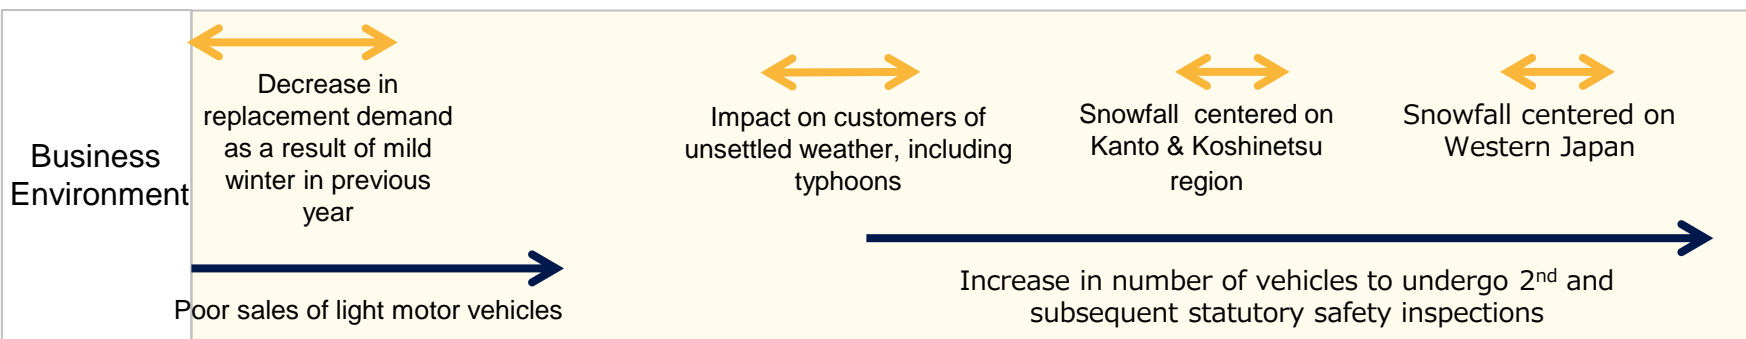 Business
Environment
Decrease in
replacement demand
as a result of mild
winter in previous
year
Poor sales of light motor vehicles
Impact on customers of
unsettled weather, including
typhoons
Snowfall centered on
Kanto & Koshinetsu
region
Snowfall centered on
Western Japan
Increase in number of vehicles to undergo 2nd and
subsequent statutory safety inspections